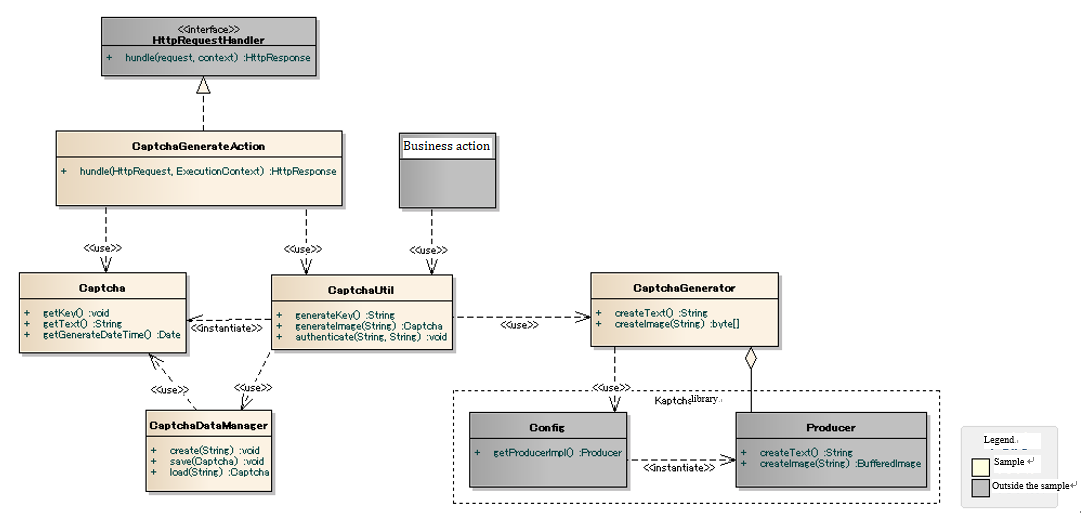 <<interface>>
HttpRequestHandler
+ hundle(request, context) :HttpResponse
CaptchaGenerateAction
+ hundle(HttpRequest, ExecutionContext) :HttpResponse
Business action
<<use>>
<<use>>
<<use>>
Captcha
+ getKey() :void
+ getText() :String
+ getGenerateDateTime() :Date
<<instantiate>>
CaptchaUtil
+ generateKey() :String
+ generateImage(String) :Captcha
+ authenticate(String, String) :void
<<use>>
CaptchaGenerator
+ createText() :String
+ createImage(String) :byte[]
<<use>>
<<use>>
<<use>>
CaptchaDataManager
+ create(String) :void
+ save(Captcha) :void
+ load(String) :Captcha
Kaptcha library
Config
+ getProducerImpl() :Producer
<<instantiate>>
Producer
+ createText() :String
+ createImage(String) :BufferedImage
Legend
Sample
Outside the sample